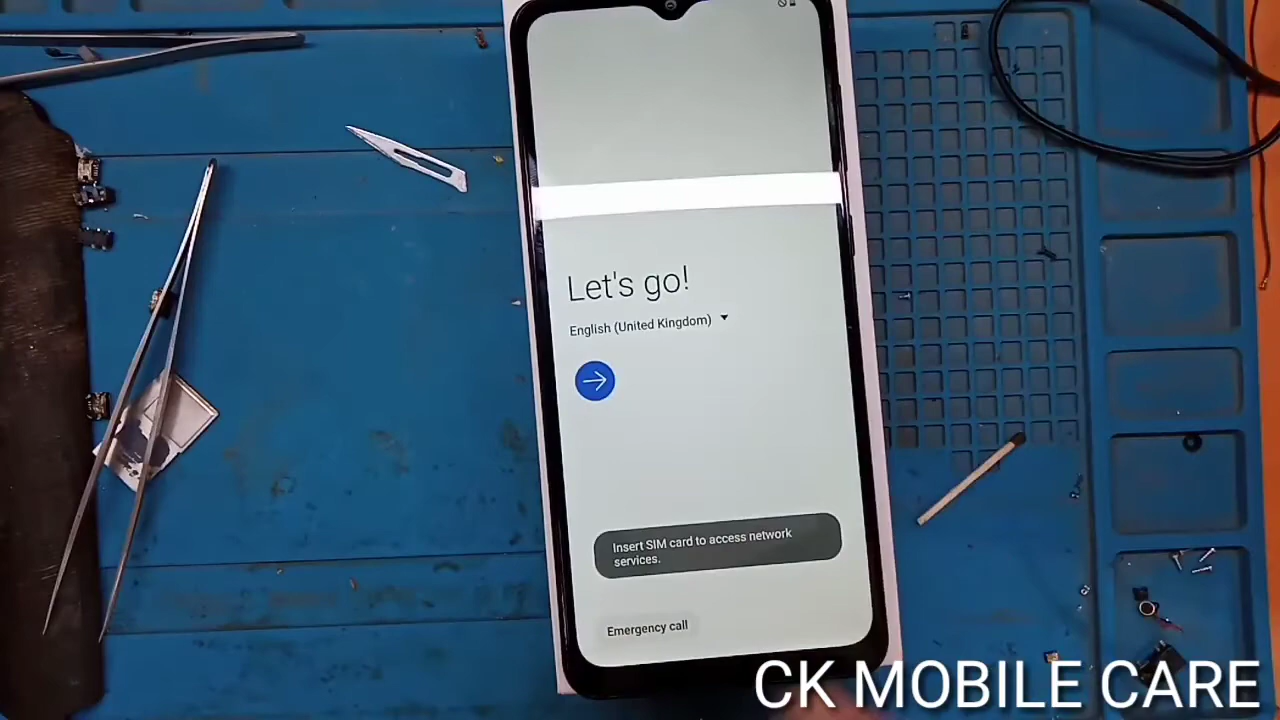 Let's go!
English (United Kingdom)
Insert SIM card to access network
services.
Emergency call
CK MOBILE CARE